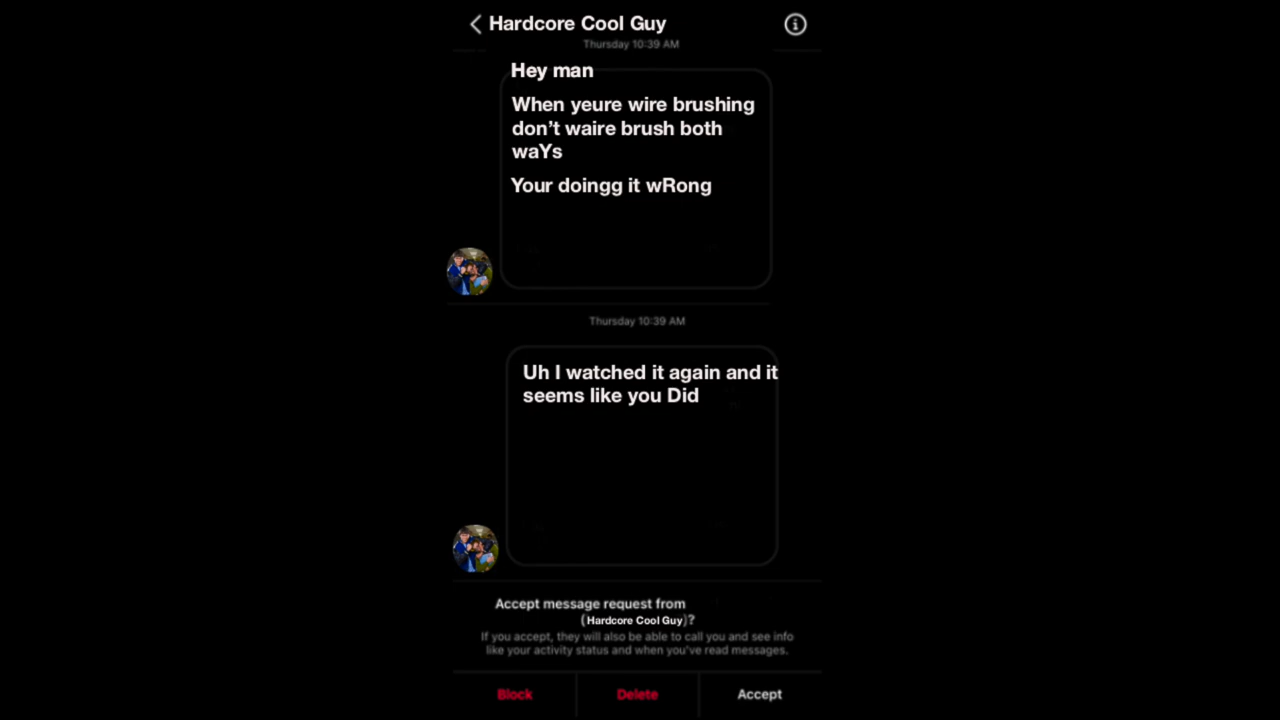 Hardcore Cool Guy
Thursday 10:39 AM
Hey man
When yeure wire brushing
don't waire brush both
waYs
Your doingg it wRong
Thursday 10:39 AM
Uh I watched it again and it
seems like you Did
Accept message request from
(Hardcore Cool Guy)?
If you accept, they will also be able to call you and see info
like your activity status and when you've read messages.
Block
Delete
Accept